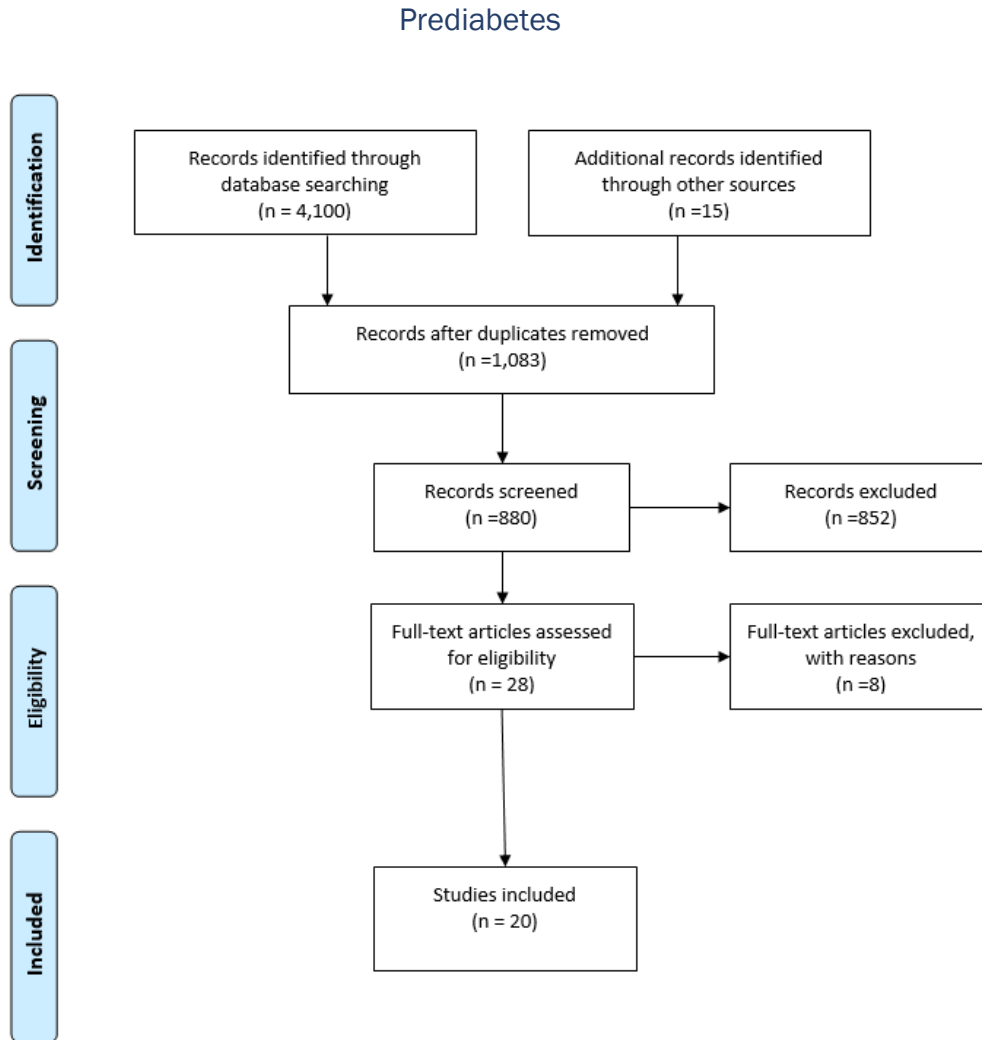 Prediabetes
Identification
Records identified through
database searching
(n = 4,100)
Additional records identified
through other sources
(n =15)
Records after duplicates removed
(n =1,083)
Screening
Records screened
(n =880)
Records excluded
(n =852)
Eligibility
Full-text articles assessed
for eligibility
(n = 28)
Full-text articles excluded,
with reasons
(n =8)
Included
Studies included
(n = 20)